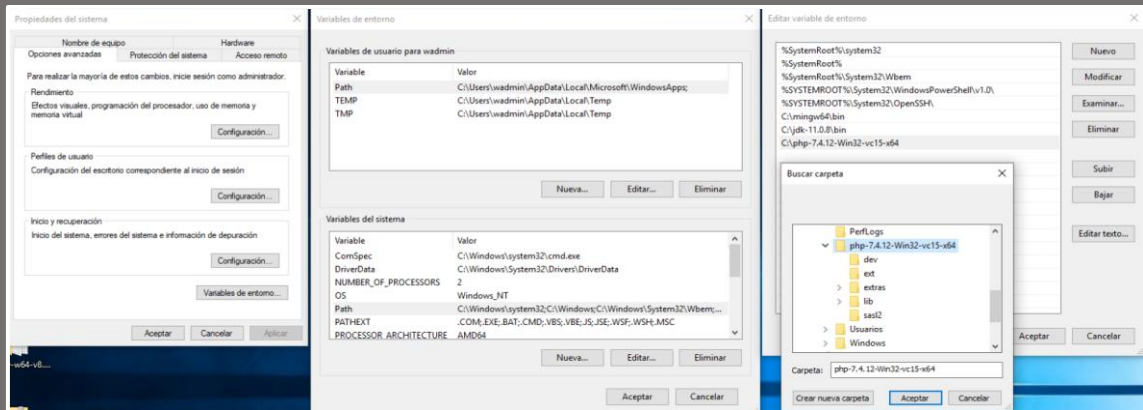 Propiedades del sistema
Nombre de equipo
Hardware
Opciones avanzadas
Protección del sistema
Acceso remoto
Para realizar la mayoría de estos cambios, inicie sesión como administrador.
Rendimiento
Efectos visuales, programación del procesador, uso de memoria y
memoria virtual
Configuración...
Perfiles de usuario
Configuración del escritorio correspondiente al inicio de sesión
Configuración...
Inicio y recuperación
Inicio del sistema, errores del sistema e información de depuración
Configuración...
Variables de entorno...
Aceptar
Cancelar
Aplicar
-w64-v8....
Variables de entorno
Variables de usuario para wadmin
Variable Valor
Path C:\Users\wadmin\AppData\Local\Microsoft\WindowsApps;
TEMP C:\Users\wadmin\AppData\Local\Temp
TMP C:\Users\wadmin\AppData\Local\Temp
Nueva...
Editar...
Eliminar
Variables del sistema
Variable Valor
ComSpec C:\Windows\system32\cmd.exe
DriverData C:\Windows\System32\Drivers\DriverData
NUMBER_OF_PROCESSORS 2
OS Windows_NT
Path C:\Windows\system32;C:\Windows;C:\Windows\System32\Wbem;...
PATHEXT .COM;.EXE;.BAT;.CMD;.VBS;.VBE;.JS;.JSE;.WSF;.WSH;.MSC
PROCESSOR_ARCHITECTURE AMD64
Nueva...
Editar...
Eliminar
Aceptar
Cancelar
Editar variable de entorno
%SystemRoot%\system32
%SystemRoot%
%SystemRoot%\System32\Wbem
%SYSTEMROOT%\System32\WindowsPowerShell\v1.0\
%SYSTEMROOT%\System32\OpenSSH\
C:\mingw64\bin
C:\jdk-11.0.8\bin
C:\php-7.4.12-Win32-vc15-x64
Nuevo
Modificar
Examinar...
Eliminar
Subir
Bajar
Editar texto...
Aceptar
Cancelar
Buscar carpeta
PerfLogs
php-7.4.12-Win32-vc15-x64
dev
ext
extras
lib
sasl2
Usuarios
Windows
Carpeta: php-7.4.12-Win32-vc15-x64
Crear nueva carpeta
Aceptar
Cancelar